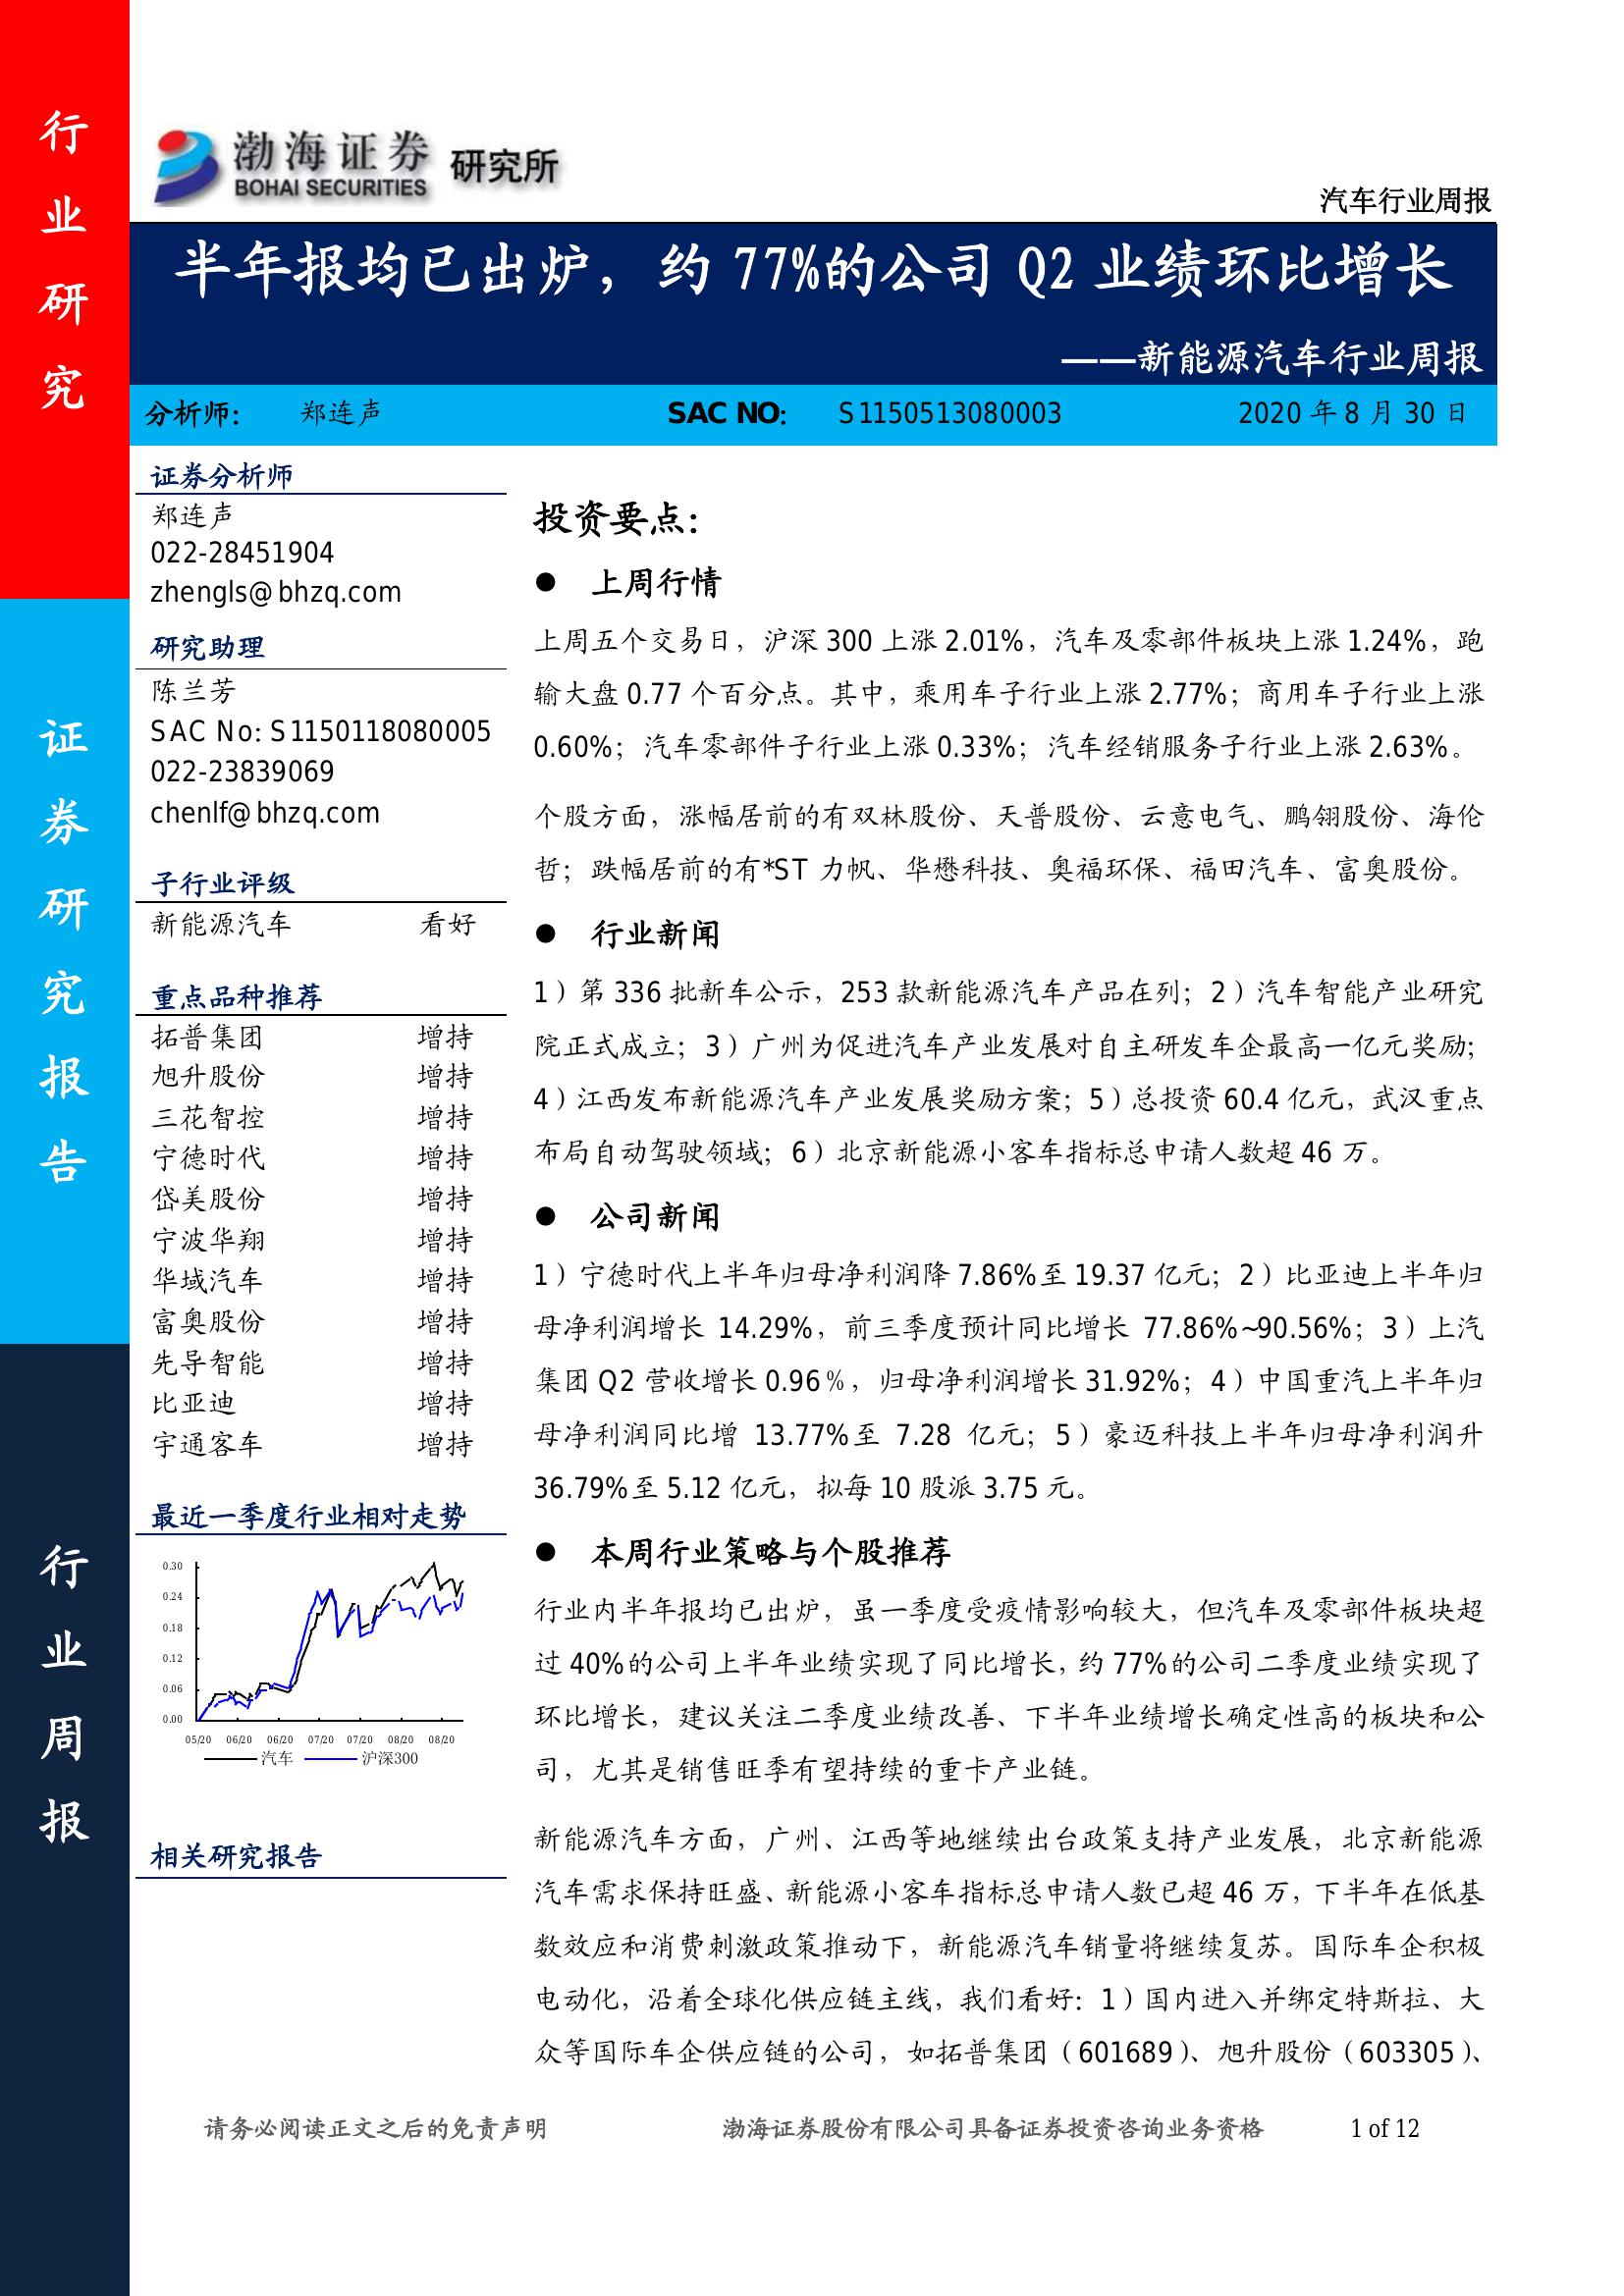 行
业
研
究
证
券
研
究
报
告
行
业
周
报
渤海证券 研究所
BOHAI SECURITIES
汽车行业周报
半年报均已出炉，约 77%的公司 Q2 业绩环比增长
——新能源汽车行业周报
分析师： 郑连声 SAC NO： S1150513080003 2020 年 8 月 30 日
证券分析师
郑连声
022-28451904
zhengls@bhzq.com
研究助理
陈兰芳
SAC No: S1150118080005
022-23839069
chenlf@bhzq.com
子行业评级
新能源汽车 看好
重点品种推荐
拓普集团 增持
旭升股份 增持
三花智控 增持
宁德时代 增持
岱美股份 增持
宁波华翔 增持
华域汽车 增持
富奥股份 增持
先导智能 增持
比亚迪 增持
宇通客车 增持
最近一季度行业相对走势
0.30
0.24
0.18
0.12
0.06
0.00
05/20 06/20 06/20 07/20 07/20 08/20 08/20
汽车 沪深300
相关研究报告
投资要点：
● 上周行情
上周五个交易日，沪深 300 上涨 2.01%，汽车及零部件板块上涨 1.24%，跑
输大盘 0.77 个百分点。其中，乘用车子行业上涨 2.77%；商用车子行业上涨
0.60%；汽车零部件子行业上涨 0.33%；汽车经销服务子行业上涨 2.63%。
个股方面，涨幅居前的有双林股份、天普股份、云意电气、鹏翎股份、海伦
哲；跌幅居前的有*ST 力帆、华懋科技、奥福环保、福田汽车、富奥股份。
● 行业新闻
1）第 336 批新车公示，253 款新能源汽车产品在列；2）汽车智能产业研究
院正式成立；3）广州为促进汽车产业发展对自主研发车企最高一亿元奖励；
4）江西发布新能源汽车产业发展奖励方案；5）总投资 60.4 亿元，武汉重点
布局自动驾驶领域；6）北京新能源小客车指标总申请人数超 46 万。
● 公司新闻
1）宁德时代上半年归母净利润降 7.86%至 19.37 亿元；2）比亚迪上半年归
母净利润增长 14.29%，前三季度预计同比增长 77.86%~90.56%；3）上汽
集团 Q2 营收增长 0.96％，归母净利润增长 31.92%；4）中国重汽上半年归
母净利润同比增 13.77%至 7.28 亿元；5）豪迈科技上半年归母净利润升
36.79%至 5.12 亿元，拟每 10 股派 3.75 元。
● 本周行业策略与个股推荐
行业内半年报均已出炉，虽一季度受疫情影响较大，但汽车及零部件板块超
过 40%的公司上半年业绩实现了同比增长，约 77%的公司二季度业绩实现了
环比增长，建议关注二季度业绩改善、下半年业绩增长确定性高的板块和公
司，尤其是销售旺季有望持续的重卡产业链。
新能源汽车方面，广州、江西等地继续出台政策支持产业发展，北京新能源
汽车需求保持旺盛、新能源小客车指标总申请人数已超 46 万，下半年在低基
数效应和消费刺激政策推动下，新能源汽车销量将继续复苏。国际车企积极
电动化，沿着全球化供应链主线，我们看好：1）国内进入并绑定特斯拉、大
众等国际车企供应链的公司，如拓普集团（601689）、旭升股份（603305）、
请务必阅读正文之后的免责声明 渤海证券股份有限公司具备证券投资咨询业务资格 1 of 12